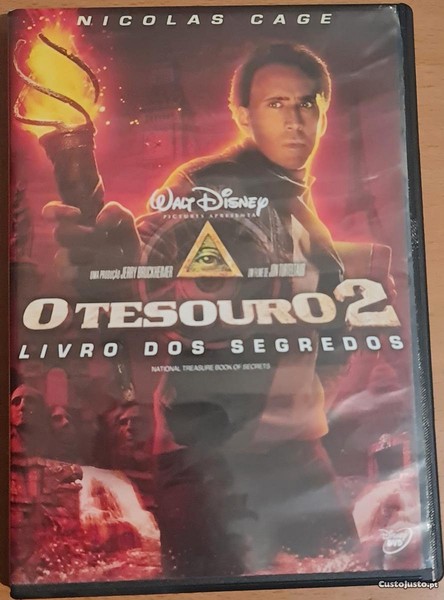 NICOLAS CAGE
WALT DISNEY
PICTURES APRESENTA
UMA PRODUÇÃO JERRY BRUCKHEIMER UM FILME DE JON TURTELTAUB
O TESOURO 2
LIVRO DOS SEGREDOS
NATIONAL TREASURE BOOK OF SECRETS
DVD
Custojusto.pt